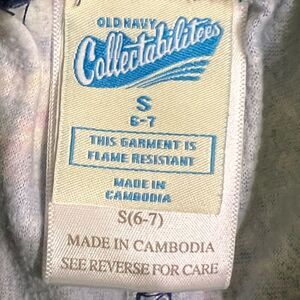 OLD NAVY
Collectabilitees
S
6-7
THIS GARMENT IS
FLAME RESISTANT
MADE IN
CAMBODIA
S(6-7)
MADE IN CAMBODIA
SEE REVERSE FOR CARE